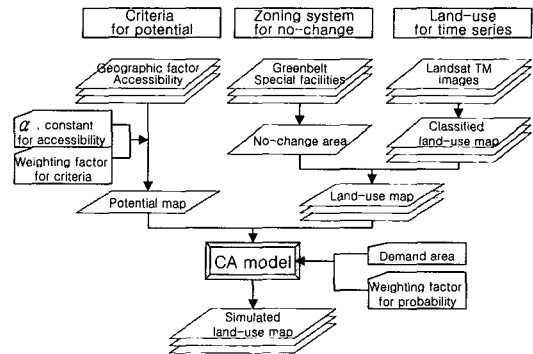 Criteria
for potential
Zoning system
for no-change
Land-use
for time series
Geographic factor
Accessibility
Greenbelt
Special facilities
Landsat TM
images
α , constant
for accessibility
Weighting factor
for criteria
No-change area
Classified
land-use map
Potential map
Land-use map
CA model
Demand area
Weighting factor
for probability
Simulated
land-use map